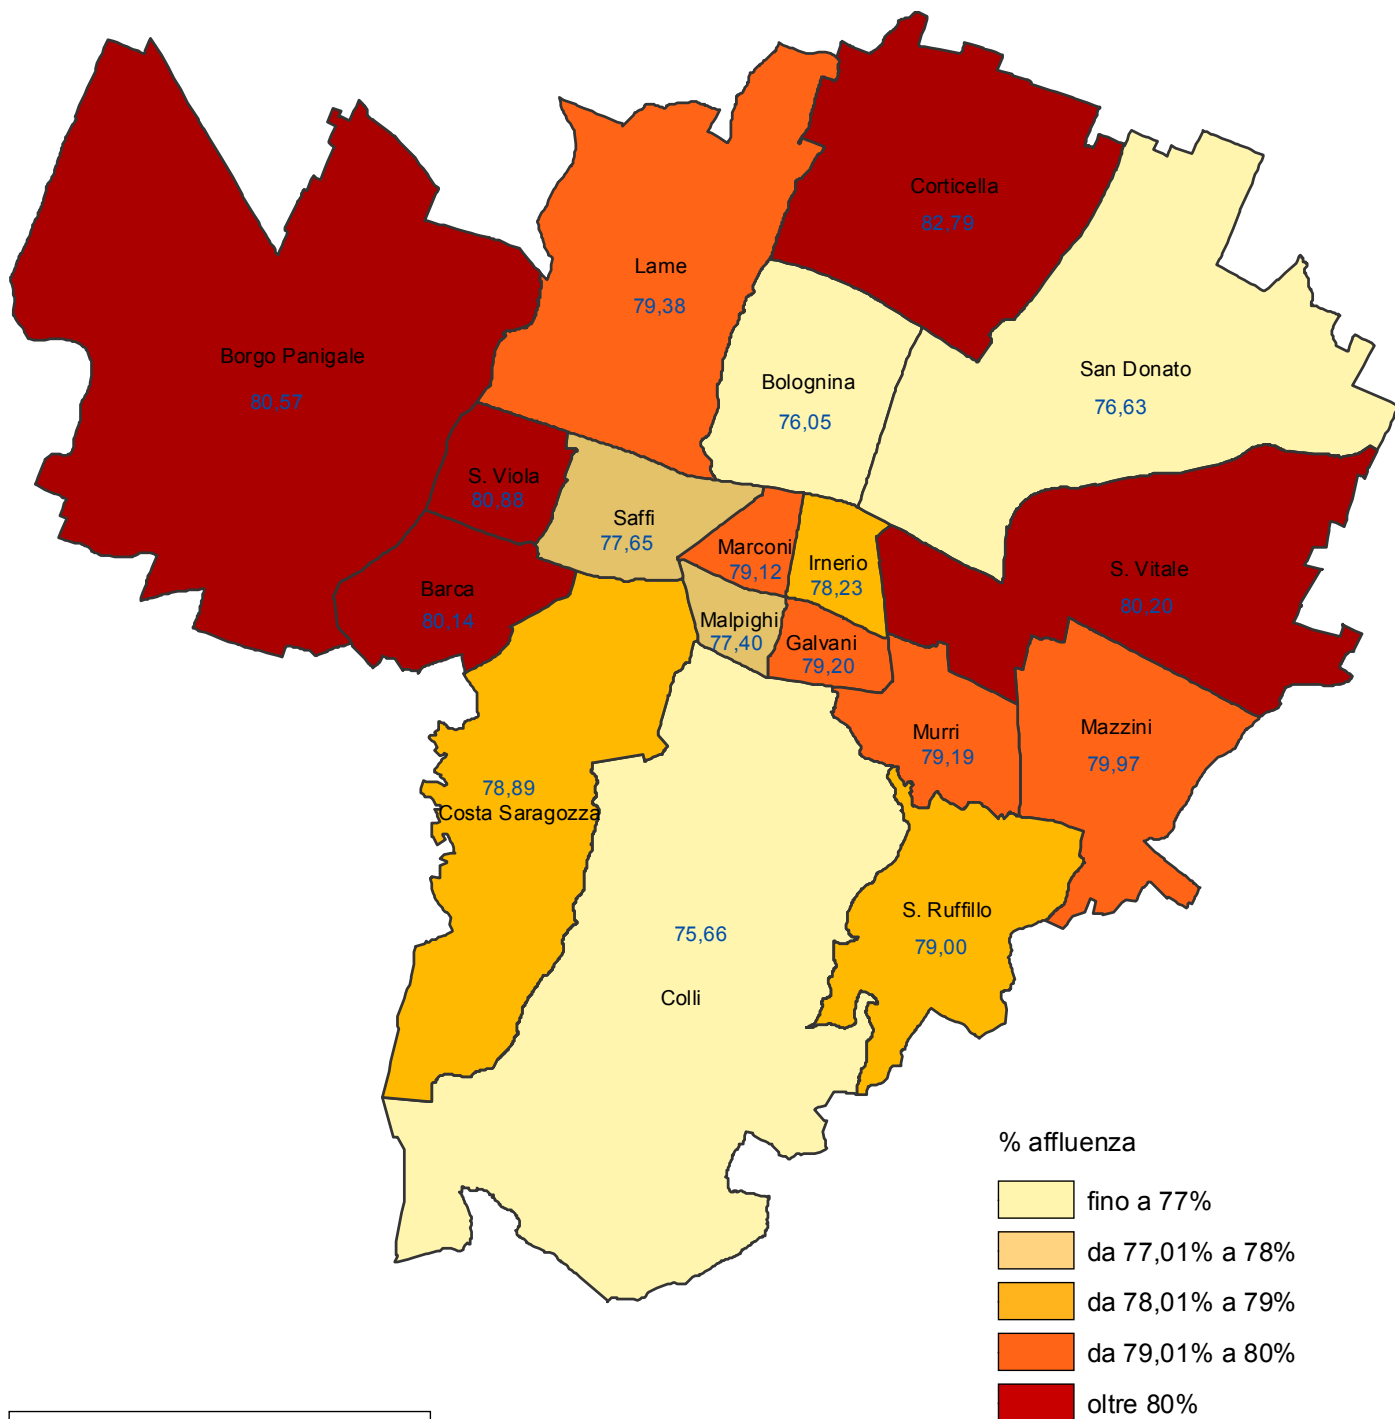 Corticella
82,79
Lame
79,38
Borgo Panigale
80,57
Bolognina
76,05
San Donato
76,63
S. Viola
80,88
Saffi
77,65
Marconi
79,12
Irnerio
78,23
S. Vitale
80,20
Barca
80,14
Malpighi
77,40
Galvani
79,20
Murri
79,19
Mazzini
79,97
78,89
Costa Saragozza
S. Ruffillo
79,00
75,66
Colli
% affluenza
fino a 77%
da 77,01% a 78%
da 78,01% a 79%
da 79,01% a 80%
oltre 80%